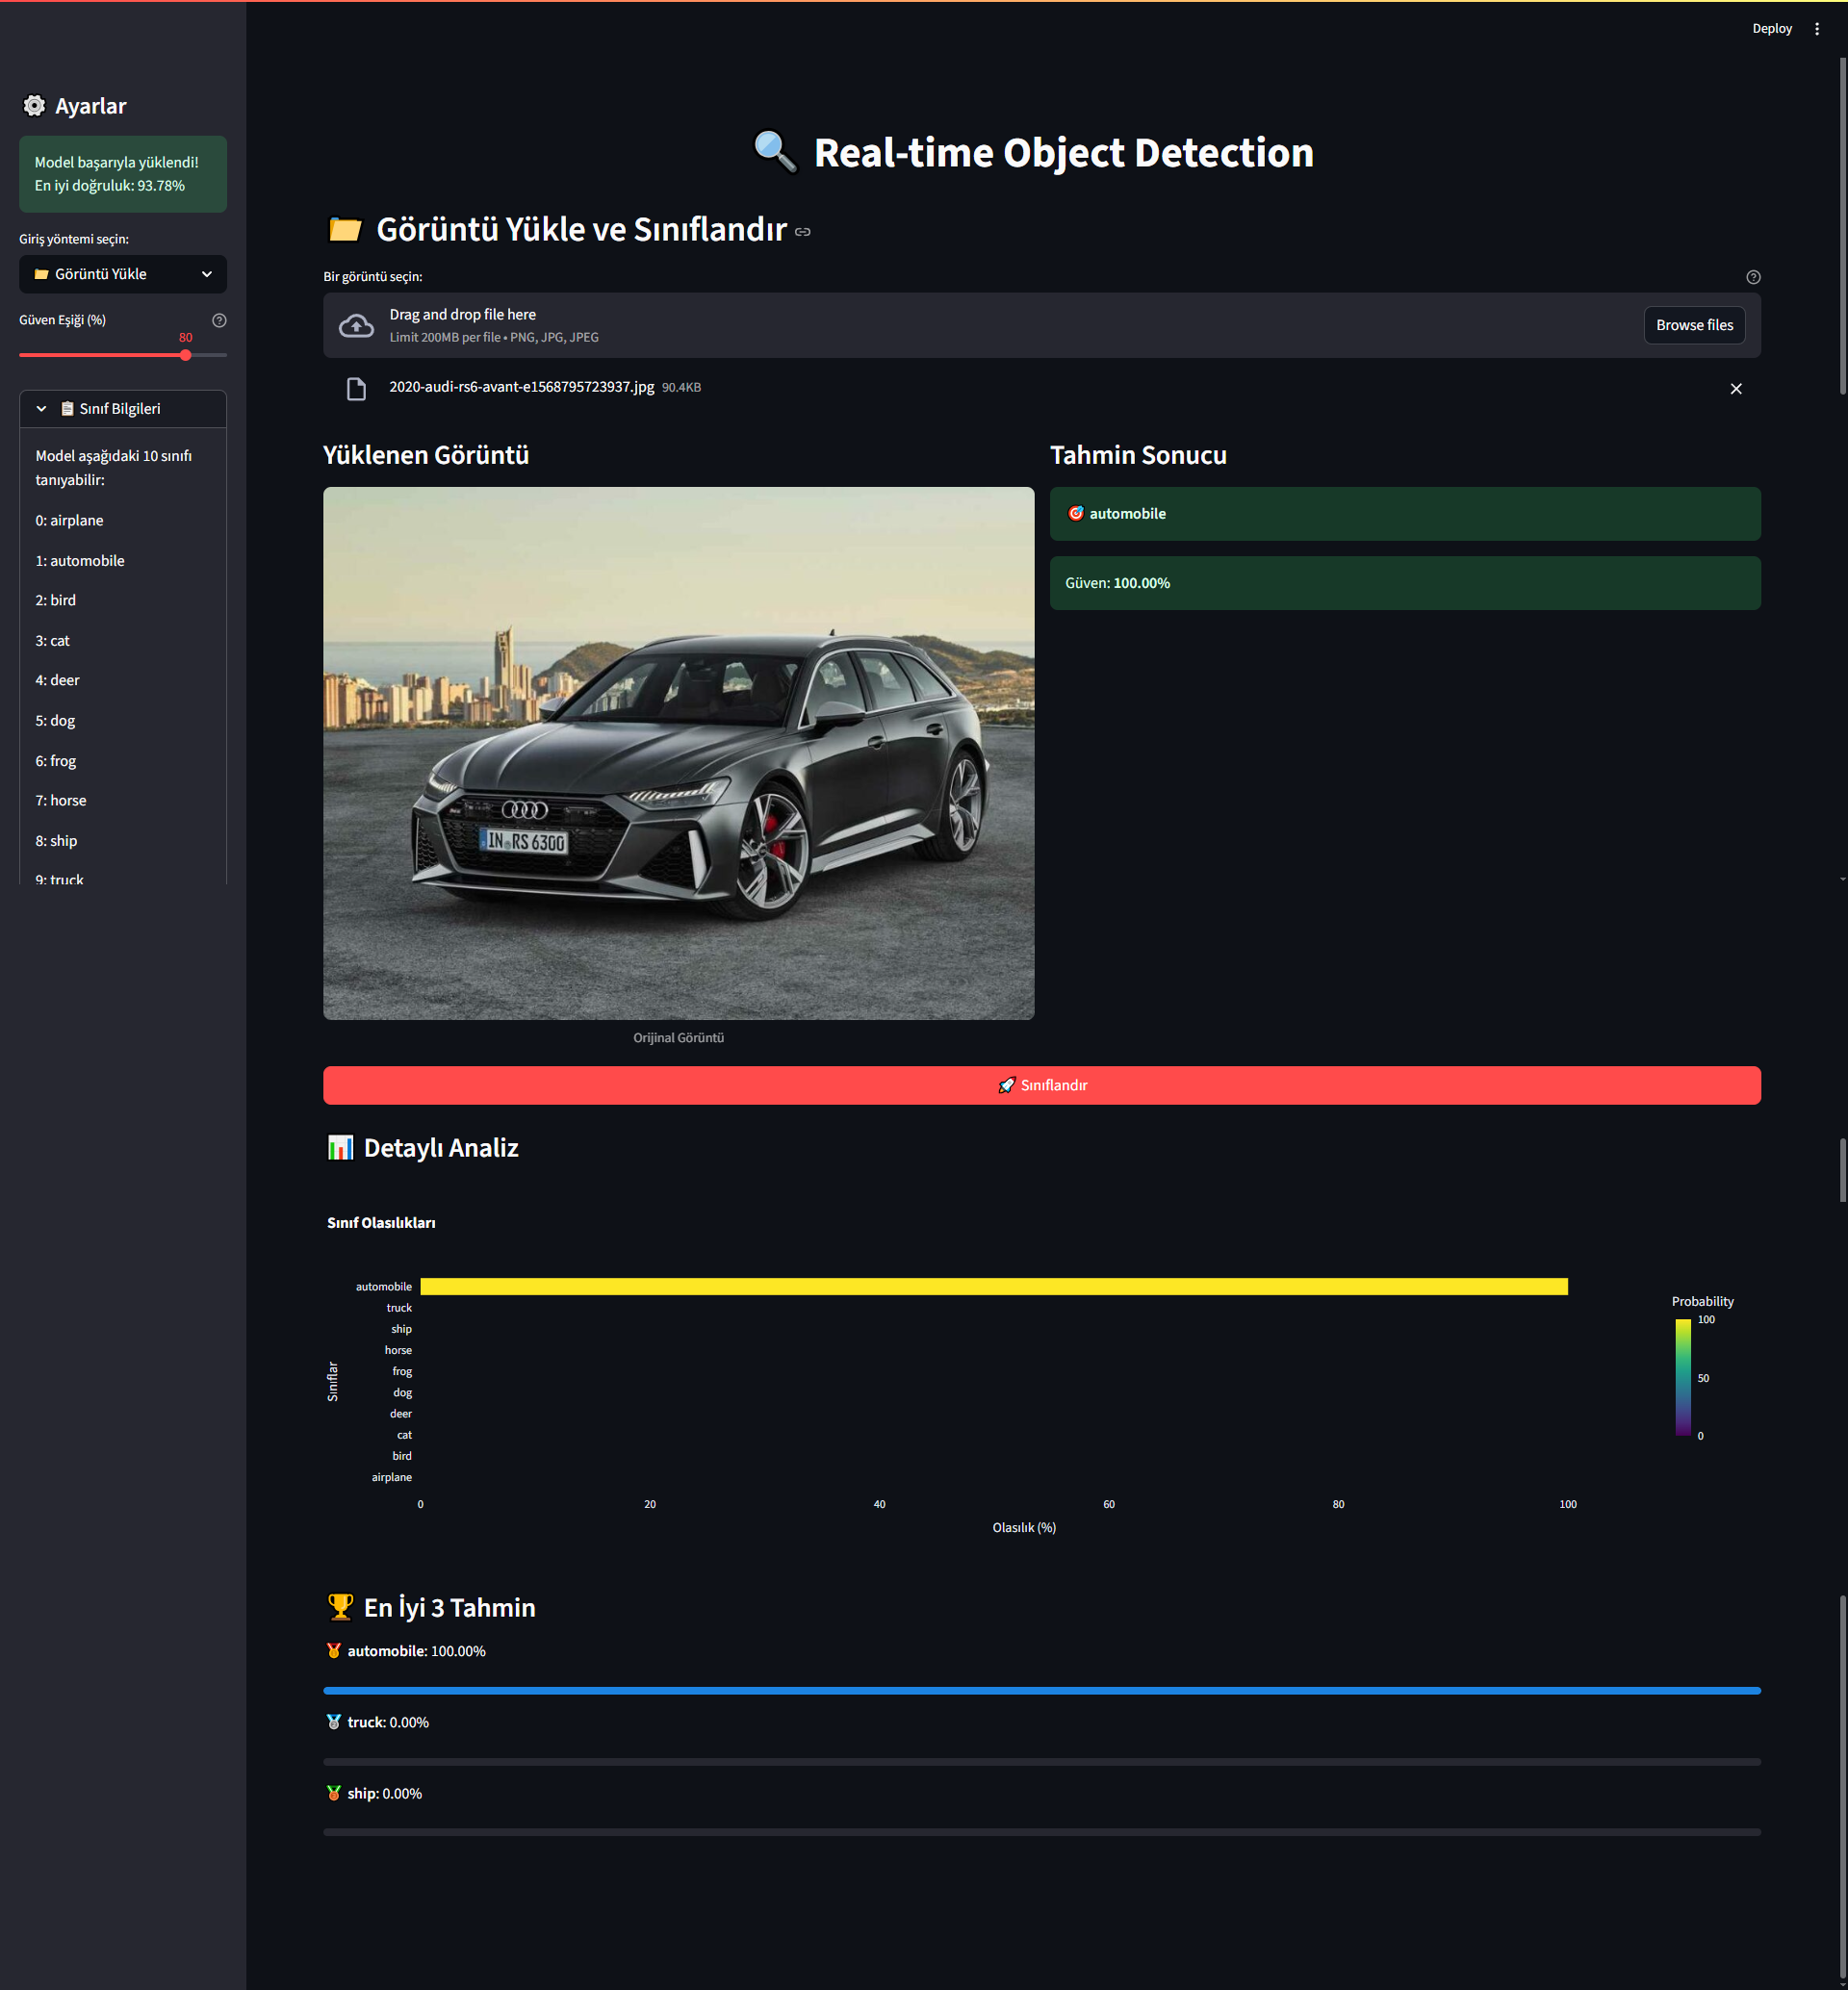 Deploy
Ayarlar
Model başarıyla yüklendi!
En iyi doğruluk: 93.78%
Giriş yöntemi seçin:
Görüntü Yükle
Güven Eşiği (%)
80
Sınıf Bilgileri
Model aşağıdaki 10 sınıfı
tanıyabilir:
0: airplane
1: automobile
2: bird
3: cat
4: deer
5: dog
6: frog
7: horse
8: ship
9: truck
Real-time Object Detection
Görüntü Yükle ve Sınıflandır
Bir görüntü seçin:
Drag and drop file here
Limit 200MB per file • PNG, JPG, JPEG
Browse files
2020-audi-rs6-avant-e1568795723937.jpg 90.4KB
Yüklenen Görüntü
IN RS 6300
Orijinal Görüntü
Tahmin Sonucu
automobile
Güven: 100.00%
Sınıflandır
Detaylı Analiz
Sınıf Olasılıkları
Sınıflar
automobile
truck
ship
horse
frog
dog
deer
cat
bird
airplane
0 20 40 60 80 100
Olasılık (%)
Probability
100
50
0
En İyi 3 Tahmin
automobile: 100.00%
truck: 0.00%
ship: 0.00%